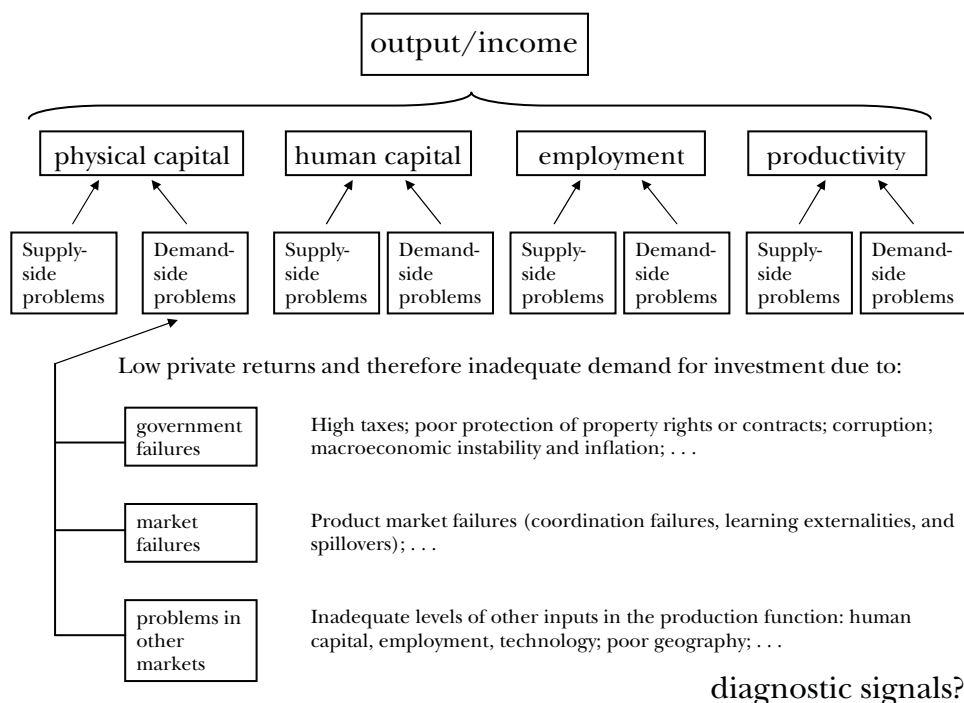 output/income
physical capital
human capital
employment
productivity
Supply-
side
problems
Demand-
side
problems
Supply-
side
problems
Demand-
side
problems
Supply-
side
problems
Demand-
side
problems
Supply-
side
problems
Demand-
side
problems
Low private returns and therefore inadequate demand for investment due to:
government
failures
High taxes; poor protection of property rights or contracts; corruption;
macroeconomic instability and inflation; . . .
market
failures
Product market failures (coordination failures, learning externalities, and
spillovers); . . .
problems in
other
markets
Inadequate levels of other inputs in the production function: human
capital, employment, technology; poor geography; . . .
diagnostic signals?